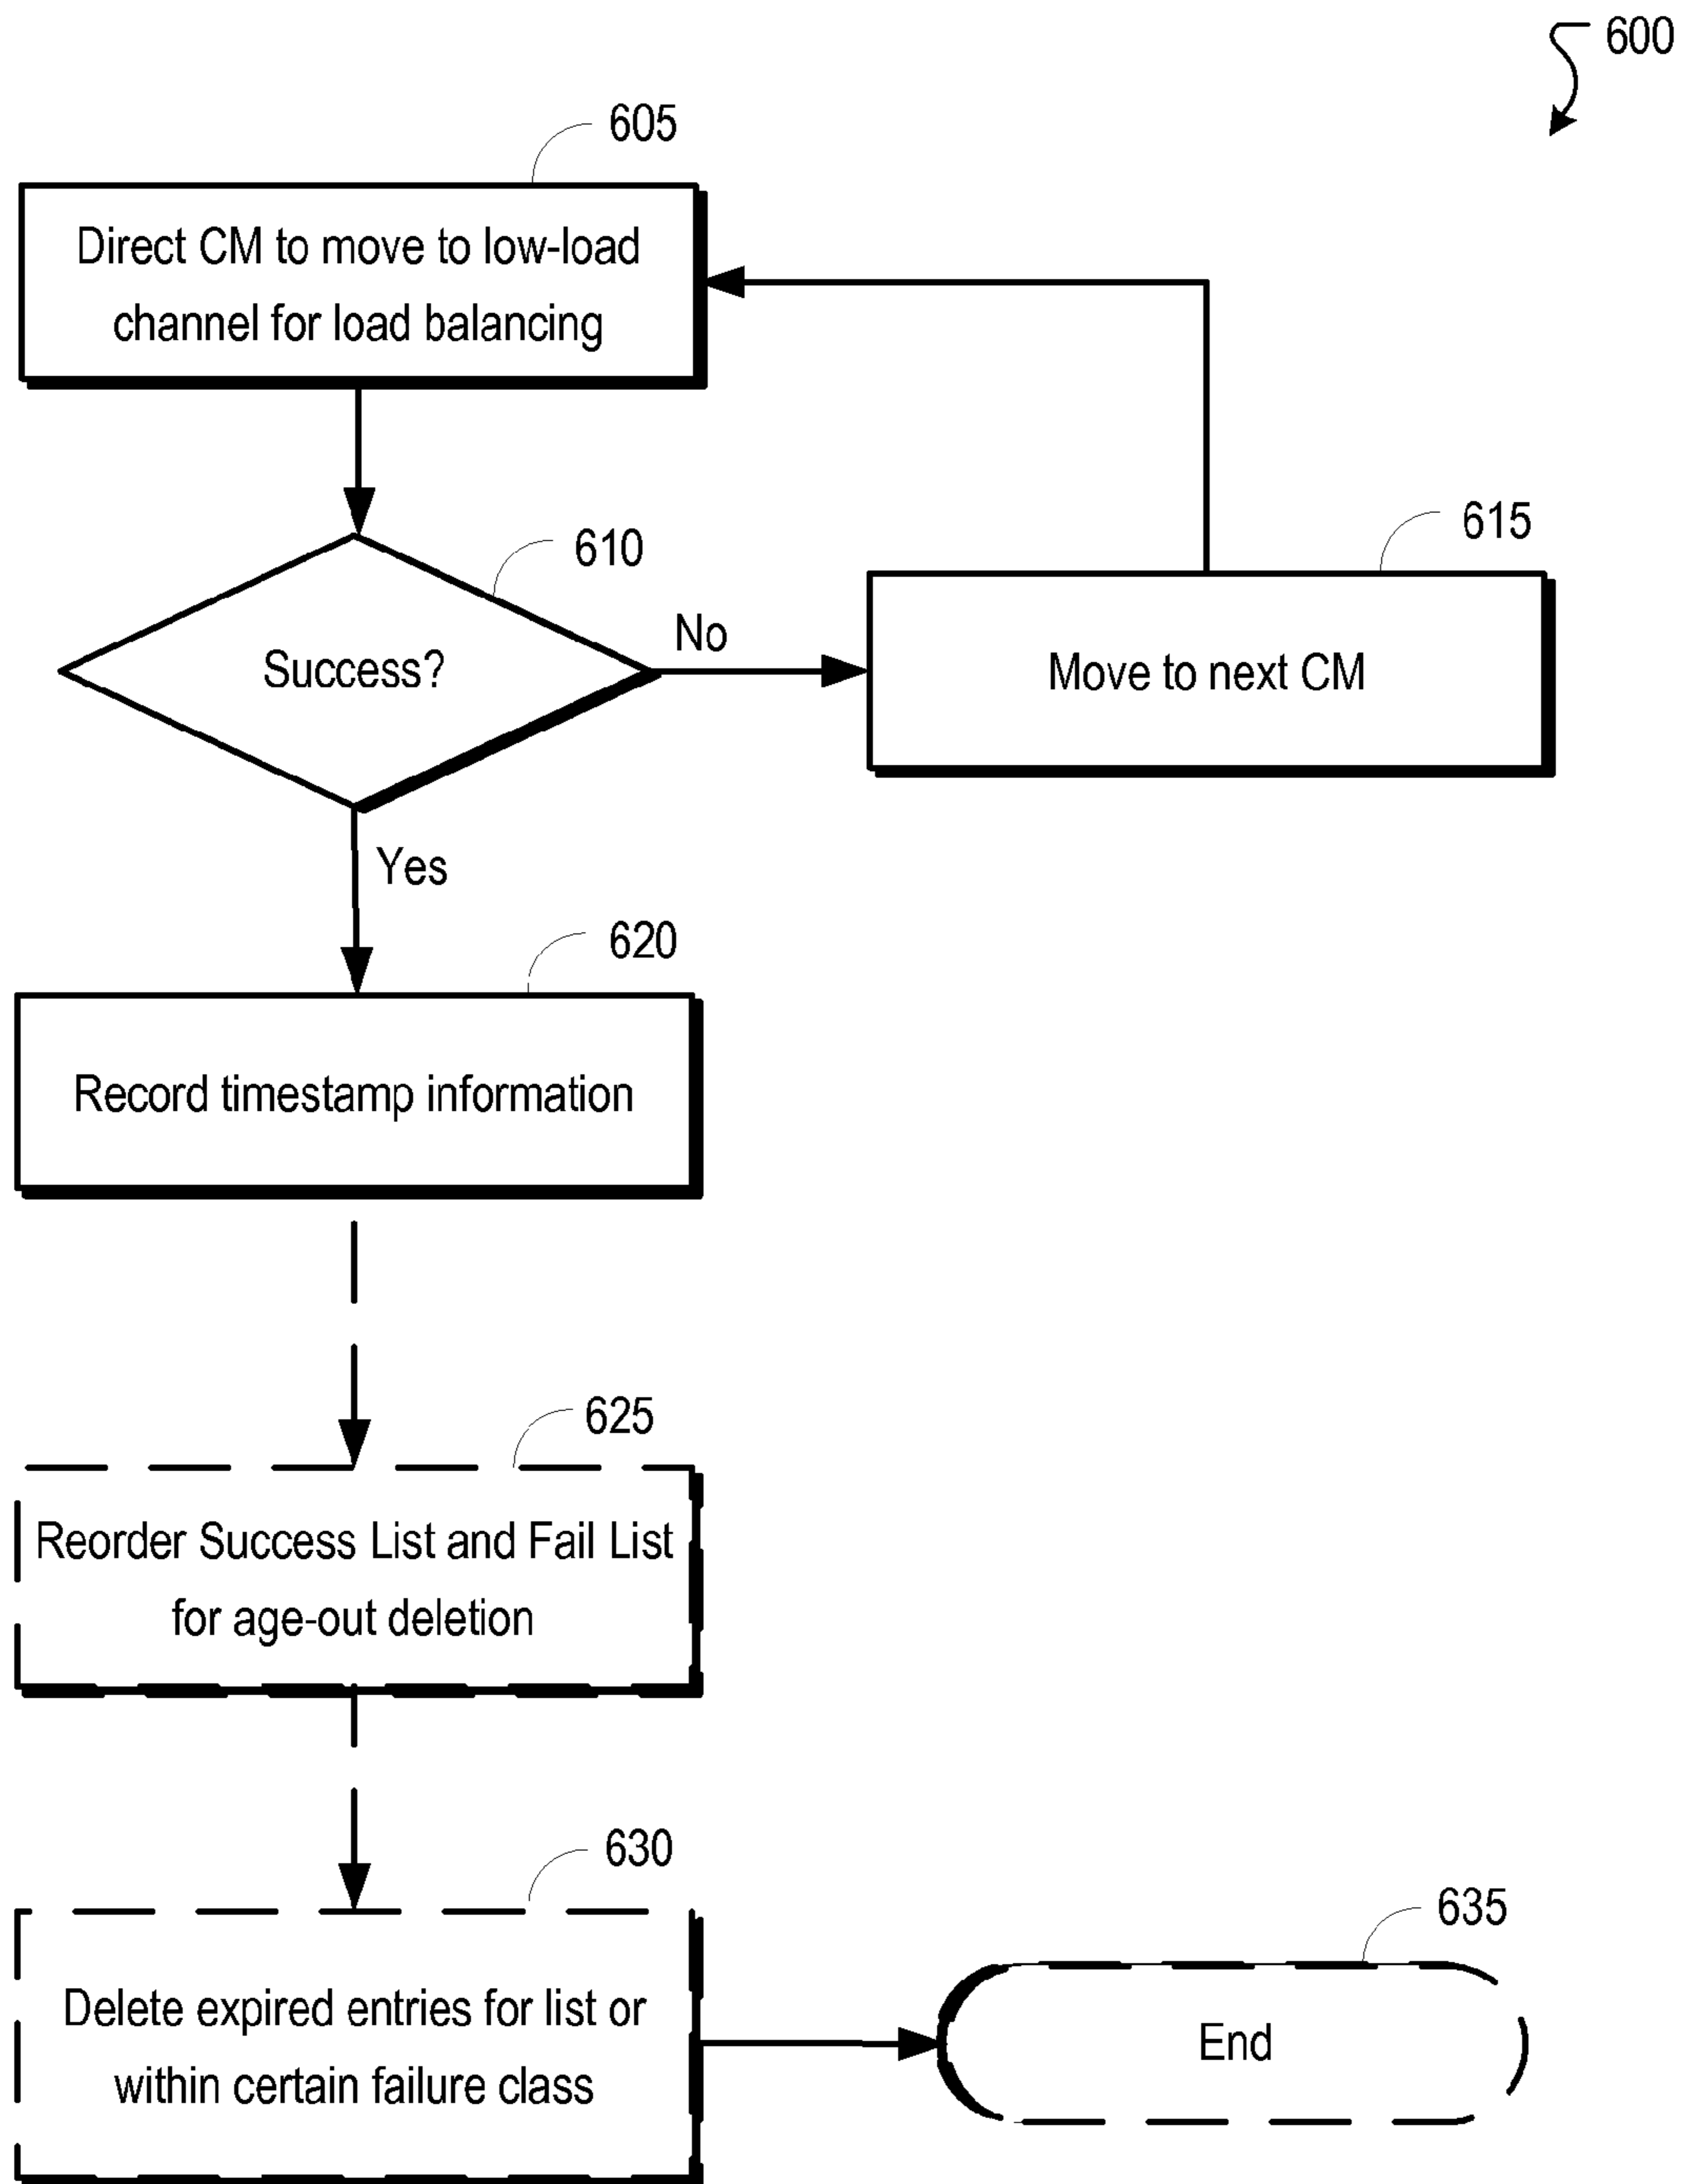 600
605
Direct CM to move to low-load
channel for load balancing
610
Success?
No
615
Move to next CM
Yes
620
Record timestamp information
625
Reorder Success List and Fail List
for age-out deletion
630
Delete expired entries for list or
within certain failure class
635
End